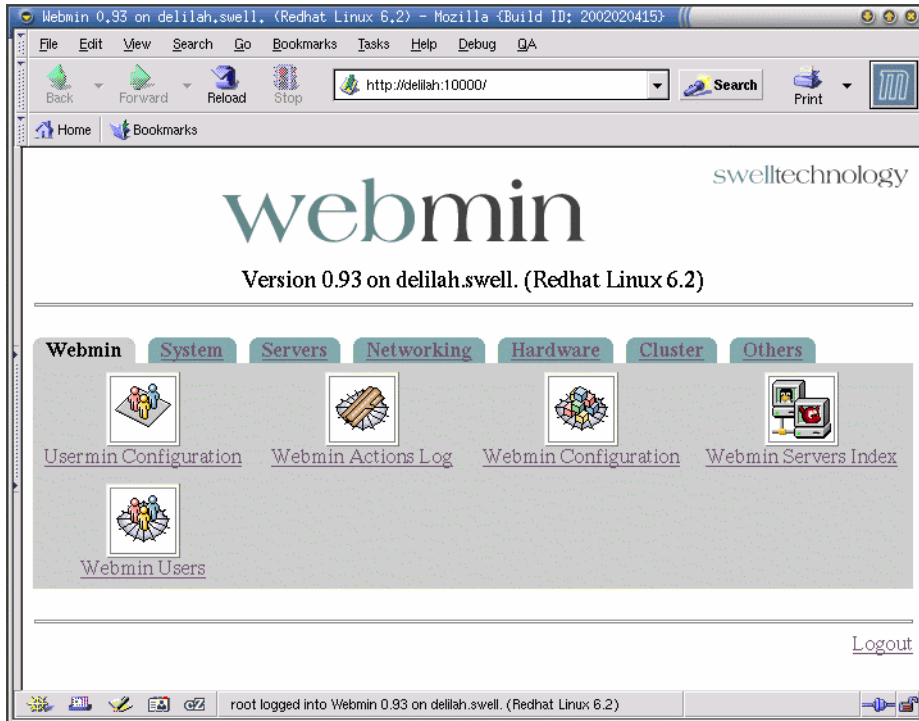 Webmin 0.93 on delilah.swell. (Redhat Linux 6.2) - Mozilla {Build ID: 2002020415}
File Edit View Search Go Bookmarks Tasks Help Debug QA
Back Forward Reload Stop http://delilah:10000/ Search Print
Home Bookmarks
swelltechnology
webmin
Version 0.93 on delilah.swell. (Redhat Linux 6.2)
Webmin System Servers Networking Hardware Cluster Others
Usermin Configuration Webmin Actions Log Webmin Configuration Webmin Servers Index
Webmin Users
Logout
root logged into Webmin 0.93 on delilah.swell. (Redhat Linux 6.2)